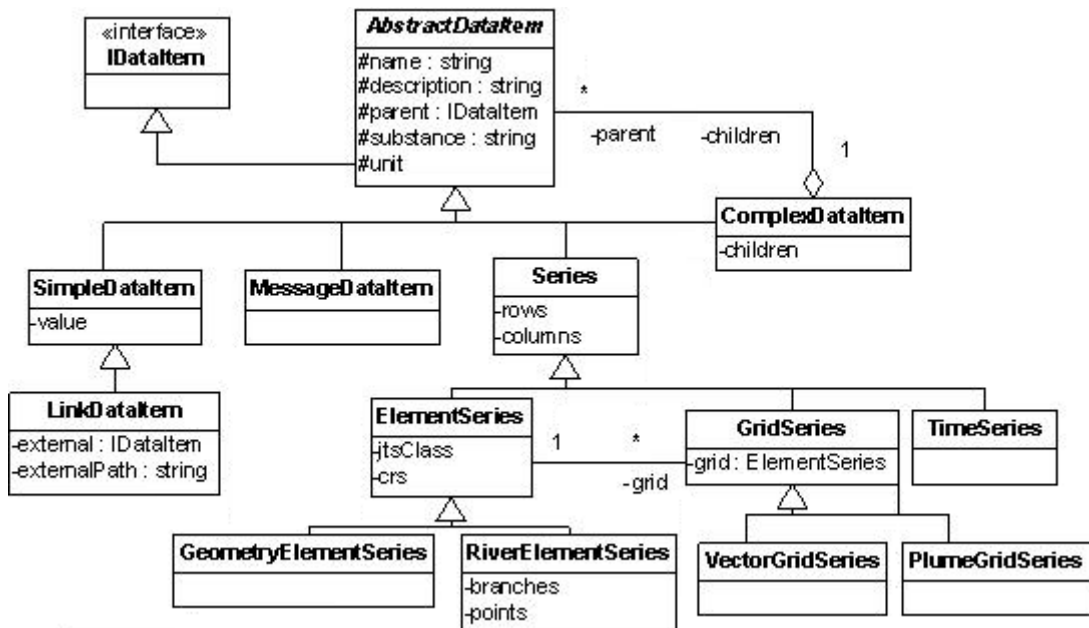 «interface»
IDataItem
AbstractDataItem
#name : string
#description : string
#parent : IDataItem
#substance : string
#unit
*
-parent
-children
1
ComplexDataItem
-children
SimpleDataItem
-value
MessageDataItem
Series
-rows
-columns
LinkDataItem
-external : IDataItem
-externalPath : string
ElementSeries
-jtsClass
-crs
1
*
-grid
GridSeries
-grid : ElementSeries
TimeSeries
GeometryElementSeries
RiverElementSeries
-branches
-points
VectorGridSeries
PlumeGridSeries